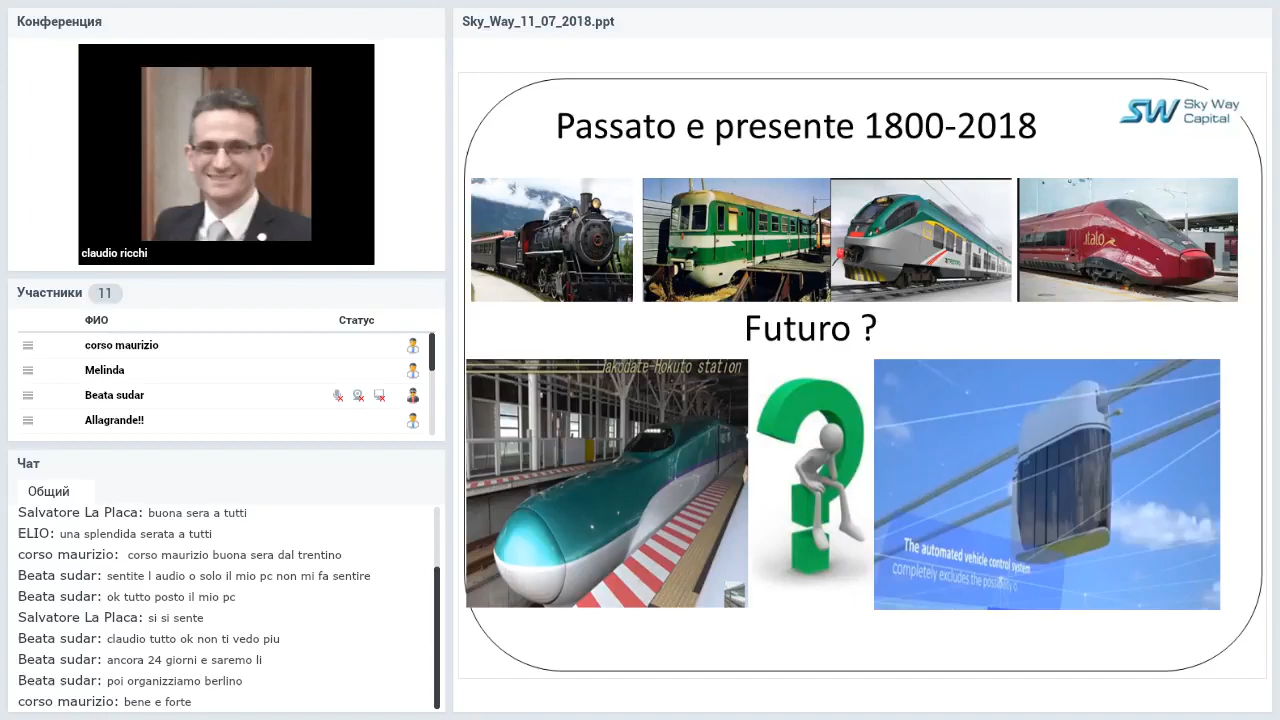 Конференция
claudio ricchi
Участники 11
ФИО Статус
corso maurizio
Melinda
Beata sudar
Allagrande!!
Чат
Общий
Salvatore La Placa: buona sera a tutti
ELIO: una splendida serata a tutti
corso maurizio: corso maurizio buona sera dal trentino
Beata sudar: sentite l audio o solo il mio pc non mi fa sentire
Beata sudar: ok tutto posto il mio pc
Salvatore La Placa: si si sente
Beata sudar: claudio tutto ok non ti vedo piu
Beata sudar: ancora 24 giorni e saremo li
Beata sudar: poi organizziamo berlino
corso maurizio: bene e forte
Sky_Way_11_07_2018.ppt
Passato e presente 1800-2018
SW Sky Way
Capital
.italo
Futuro ?
Hakodate-Hokuto station
The automated vehicle control system
completely excludes the possibility o